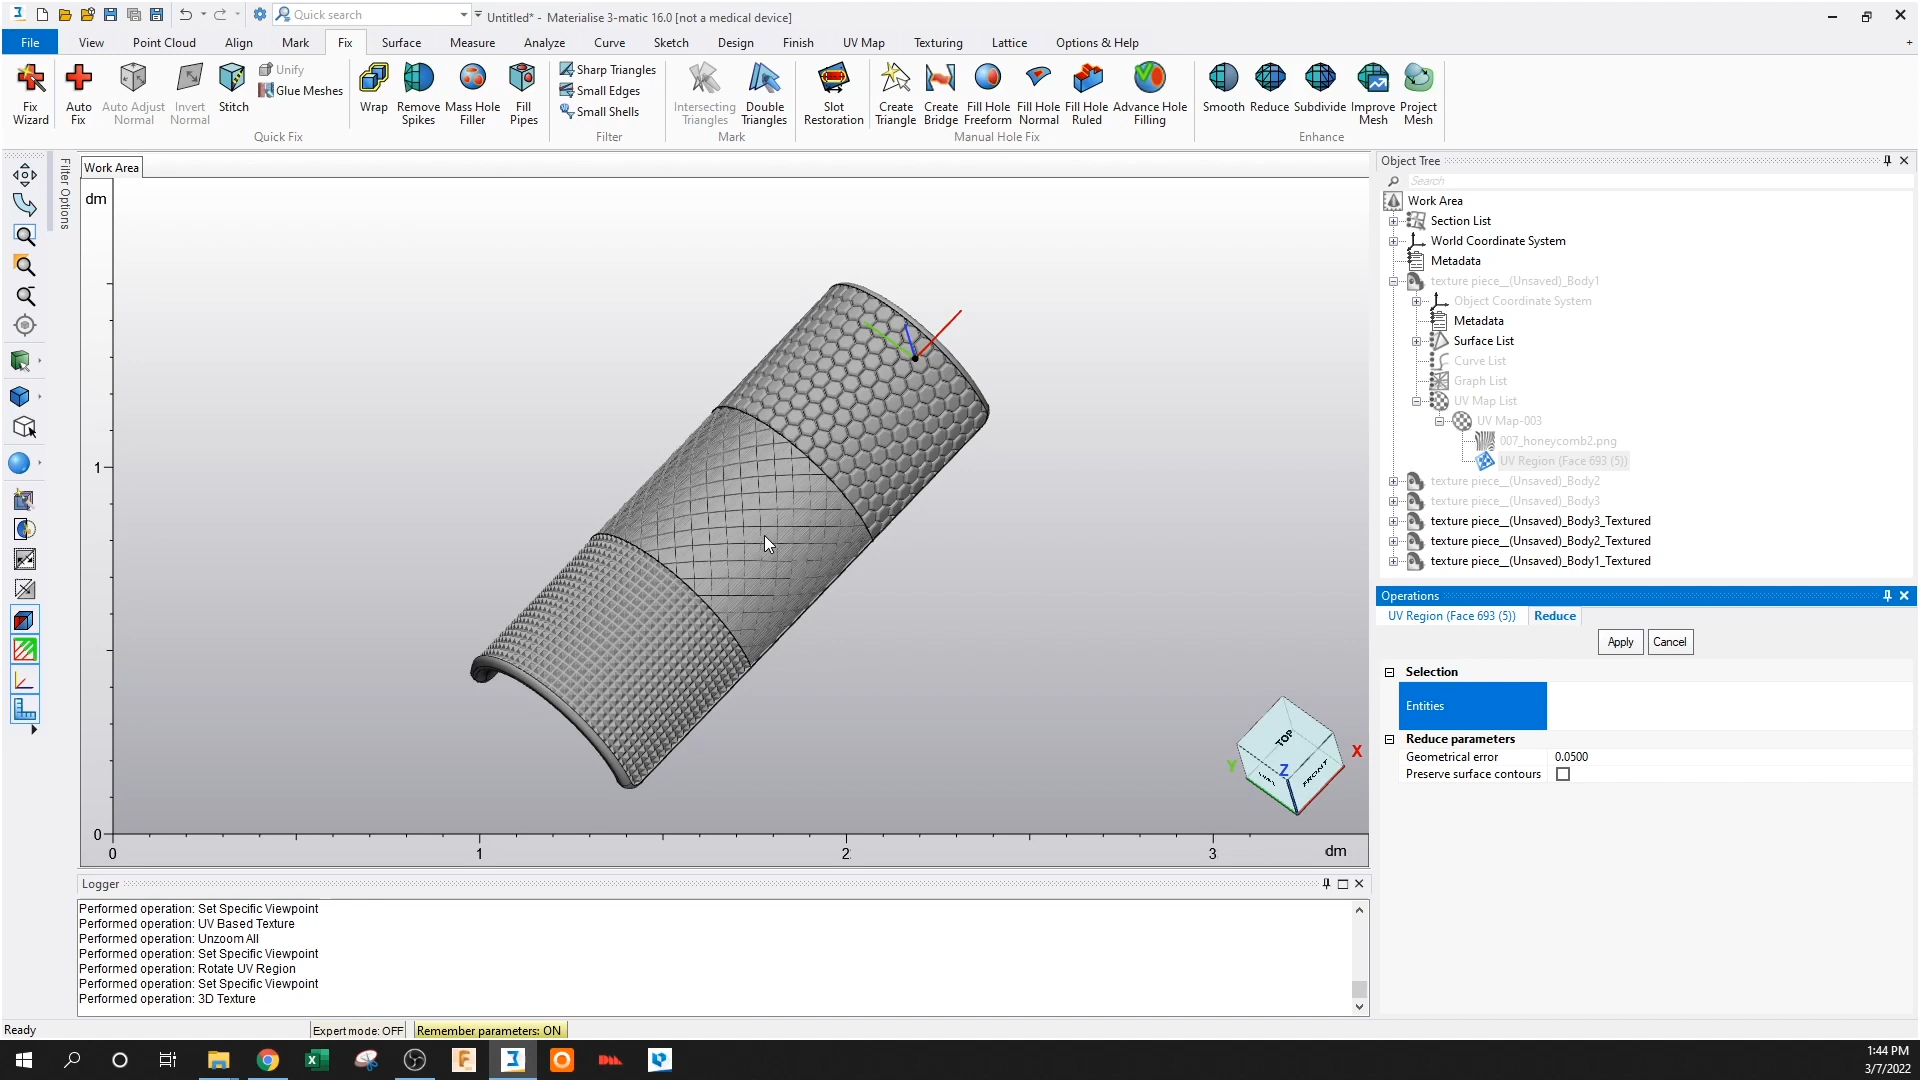 Quick search
Untitled* - Materialise 3-matic 16.0 [not a medical device]
File View Point Cloud Align Mark Fix Surface Measure Analyze Curve Sketch Design Finish UV Map Texturing Lattice Options & Help
Fix Wizard
Auto Fix
Auto Adjust Normal
Invert Normal
Stitch
Unify
Glue Meshes
Quick Fix
Wrap
Remove Spikes
Mass Hole Filler
Fill Pipes
Sharp Triangles
Small Edges
Small Shells
Filter
Intersecting Triangles
Double Triangles
Mark
Slot Restoration
Create Triangle
Create Bridge
Fill Hole Freeform
Fill Hole Normal
Fill Hole Ruled
Advance Hole Filling
Manual Hole Fix
Smooth
Reduce
Subdivide
Improve Mesh
Project Mesh
Enhance
Filter Options
Work Area
dm
1
0
0 1 2 3 dm
TOP
FRONT
X
Y
Z
Object Tree
Search
Work Area
Section List
World Coordinate System
Metadata
texture piece__(Unsaved)_Body1
Object Coordinate System
Metadata
Surface List
Curve List
Graph List
UV Map List
UV Map-003
007_honeycomb2.png
UV Region (Face 693 (5))
texture piece__(Unsaved)_Body2
texture piece__(Unsaved)_Body3
texture piece__(Unsaved)_Body3_Textured
texture piece__(Unsaved)_Body2_Textured
texture piece__(Unsaved)_Body1_Textured
Operations
UV Region (Face 693 (5)) Reduce
Apply Cancel
Selection
Entities
Reduce parameters
Geometrical error 0.0500
Preserve surface contours
Logger
Performed operation: Set Specific Viewpoint
Performed operation: UV Based Texture
Performed operation: Unzoom All
Performed operation: Set Specific Viewpoint
Performed operation: Rotate UV Region
Performed operation: Set Specific Viewpoint
Performed operation: 3D Texture
Ready
Expert mode: OFF
Remember parameters: ON
1:44 PM
3/7/2022